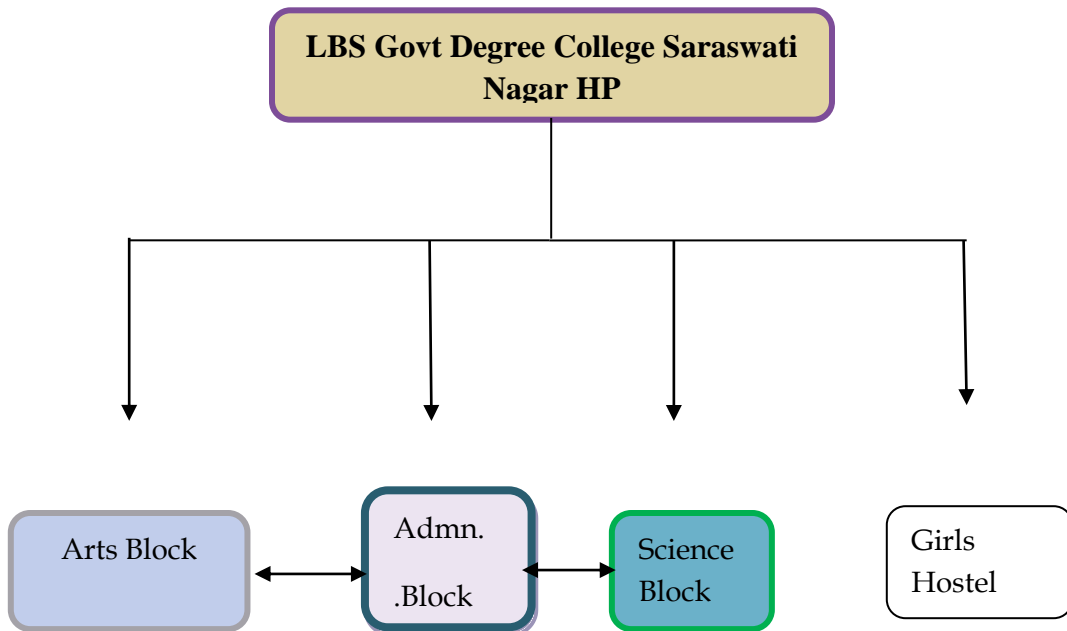 LBS Govt Degree College Saraswati
Nagar HP
Arts Block
Admn.
.Block
Science
Block
Girls
Hostel